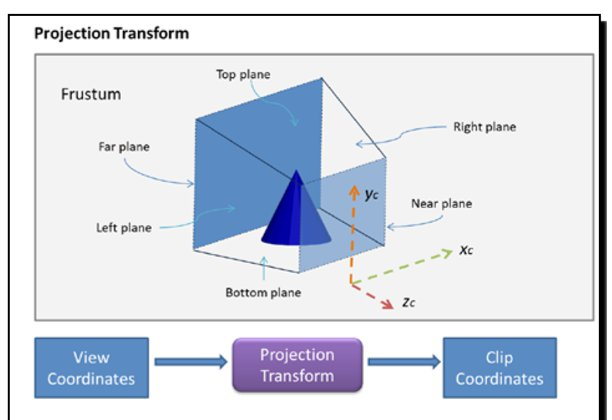 Projection Transform
Frustum
Top plane
Right plane
Far plane
Near plane
Left plane
Bottom plane
yc
xc
zc
View
Coordinates
Projection
Transform
Clip
Coordinates